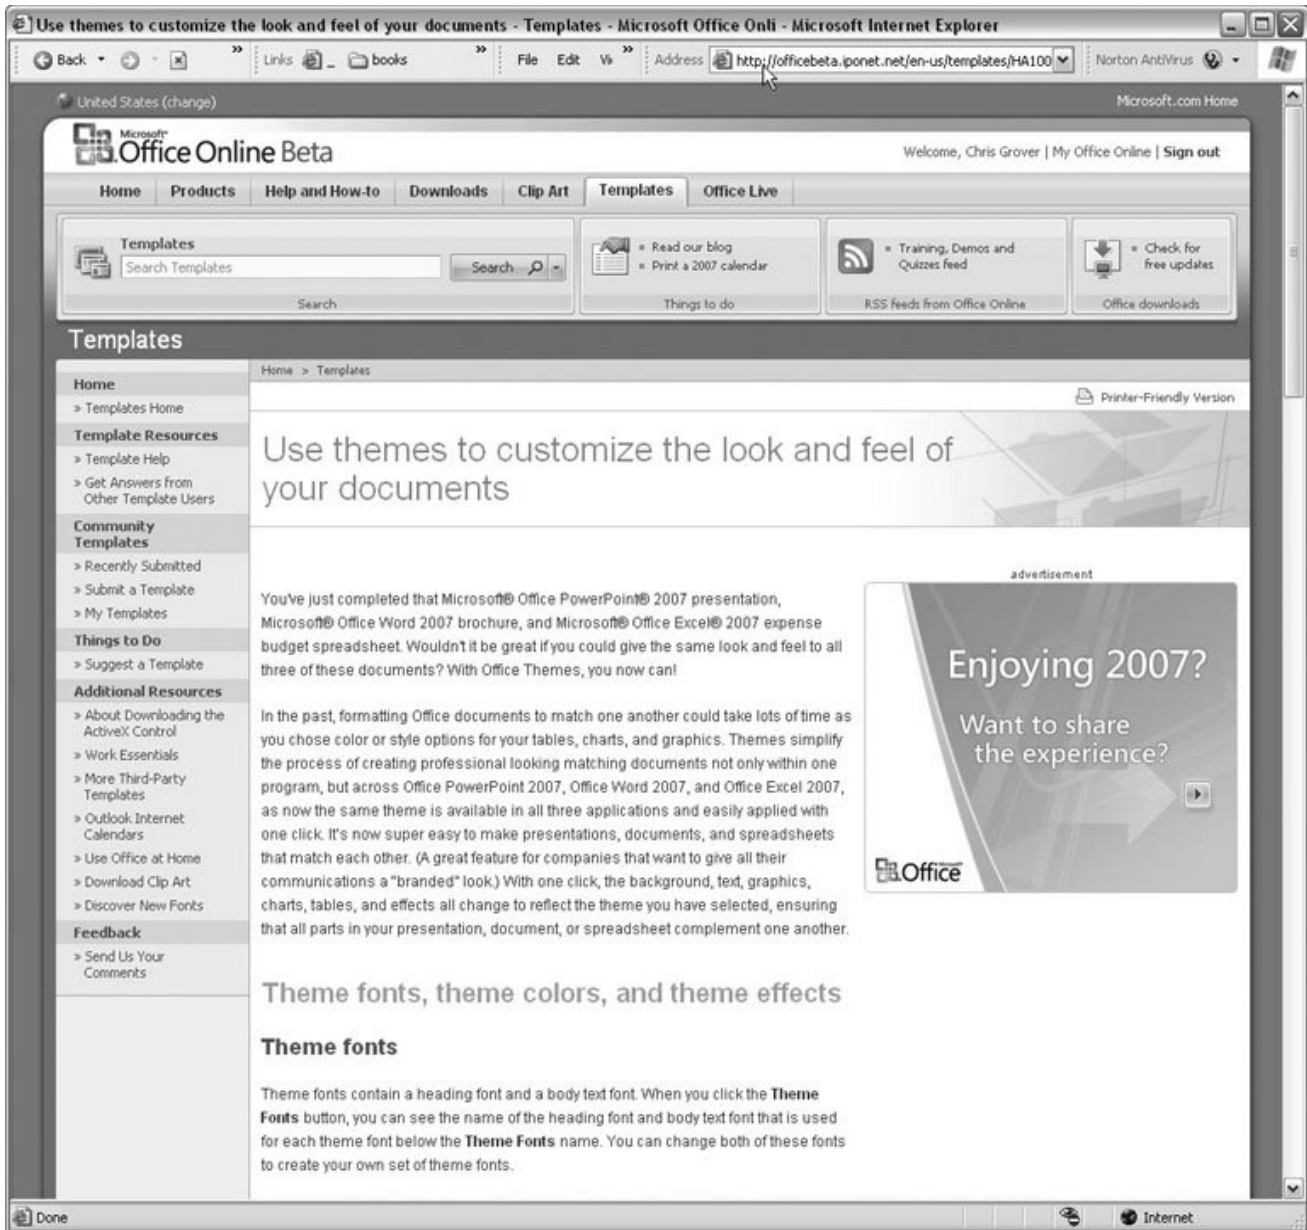 Use themes to customize the look and feel of your documents - Templates - Microsoft Office Onli - Microsoft Internet Explorer
Back
Links
books
File Edit Vi
Address http://officebeta.iponet.net/en-us/templates/HA100
Norton AntiVirus
United States (change)
Microsoft.com Home
Microsoft®
Office Online Beta
Welcome, Chris Grover | My Office Online | Sign out
Home Products Help and How-to Downloads Clip Art Templates Office Live
Templates
Search Templates
Search
Search
Read our blog
Print a 2007 calendar
Things to do
Training, Demos and
Quizzes feed
RSS feeds from Office Online
Check for
free updates
Office downloads
Templates
Home
» Templates Home
Template Resources
» Template Help
» Get Answers from
Other Template Users
Community
Templates
» Recently Submitted
» Submit a Template
» My Templates
Things to Do
» Suggest a Template
Additional Resources
» About Downloading the
ActiveX Control
» Work Essentials
» More Third-Party
Templates
» Outlook Internet
Calendars
» Use Office at Home
» Download Clip Art
» Discover New Fonts
Feedback
» Send Us Your
Comments
Home > Templates
Printer-Friendly Version
Use themes to customize the look and feel of
your documents
You've just completed that Microsoft® Office PowerPoint® 2007 presentation,
Microsoft® Office Word 2007 brochure, and Microsoft® Office Excel® 2007 expense
budget spreadsheet. Wouldn't it be great if you could give the same look and feel to all
three of these documents? With Office Themes, you now can!
In the past, formatting Office documents to match one another could take lots of time as
you chose color or style options for your tables, charts, and graphics. Themes simplify
the process of creating professional looking matching documents not only within one
program, but across Office PowerPoint 2007, Office Word 2007, and Office Excel 2007,
as now the same theme is available in all three applications and easily applied with
one click. It's now super easy to make presentations, documents, and spreadsheets
that match each other. (A great feature for companies that want to give all their
communications a "branded" look.) With one click, the background, text, graphics,
charts, tables, and effects all change to reflect the theme you have selected, ensuring
that all parts in your presentation, document, or spreadsheet complement one another.
Theme fonts, theme colors, and theme effects
Theme fonts
Theme fonts contain a heading font and a body text font. When you click the Theme
Fonts button, you can see the name of the heading font and body text font that is used
for each theme font below the Theme Fonts name. You can change both of these fonts
to create your own set of theme fonts.
advertisement
Enjoying 2007?
Want to share
the experience?
Office
Done
Internet